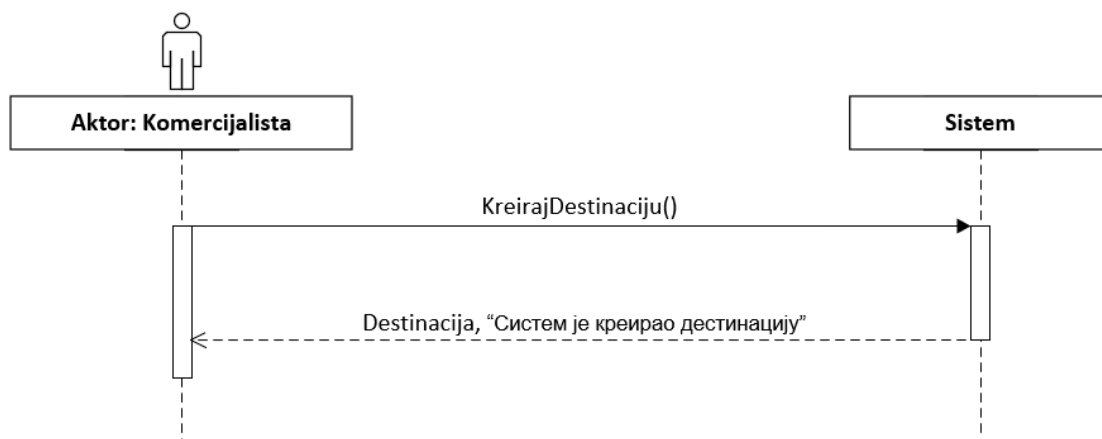 Aktor: Komercijalista
Sistem
KreirajDestinaciju()
Destinacija, “Систем је креирао дестинацију”